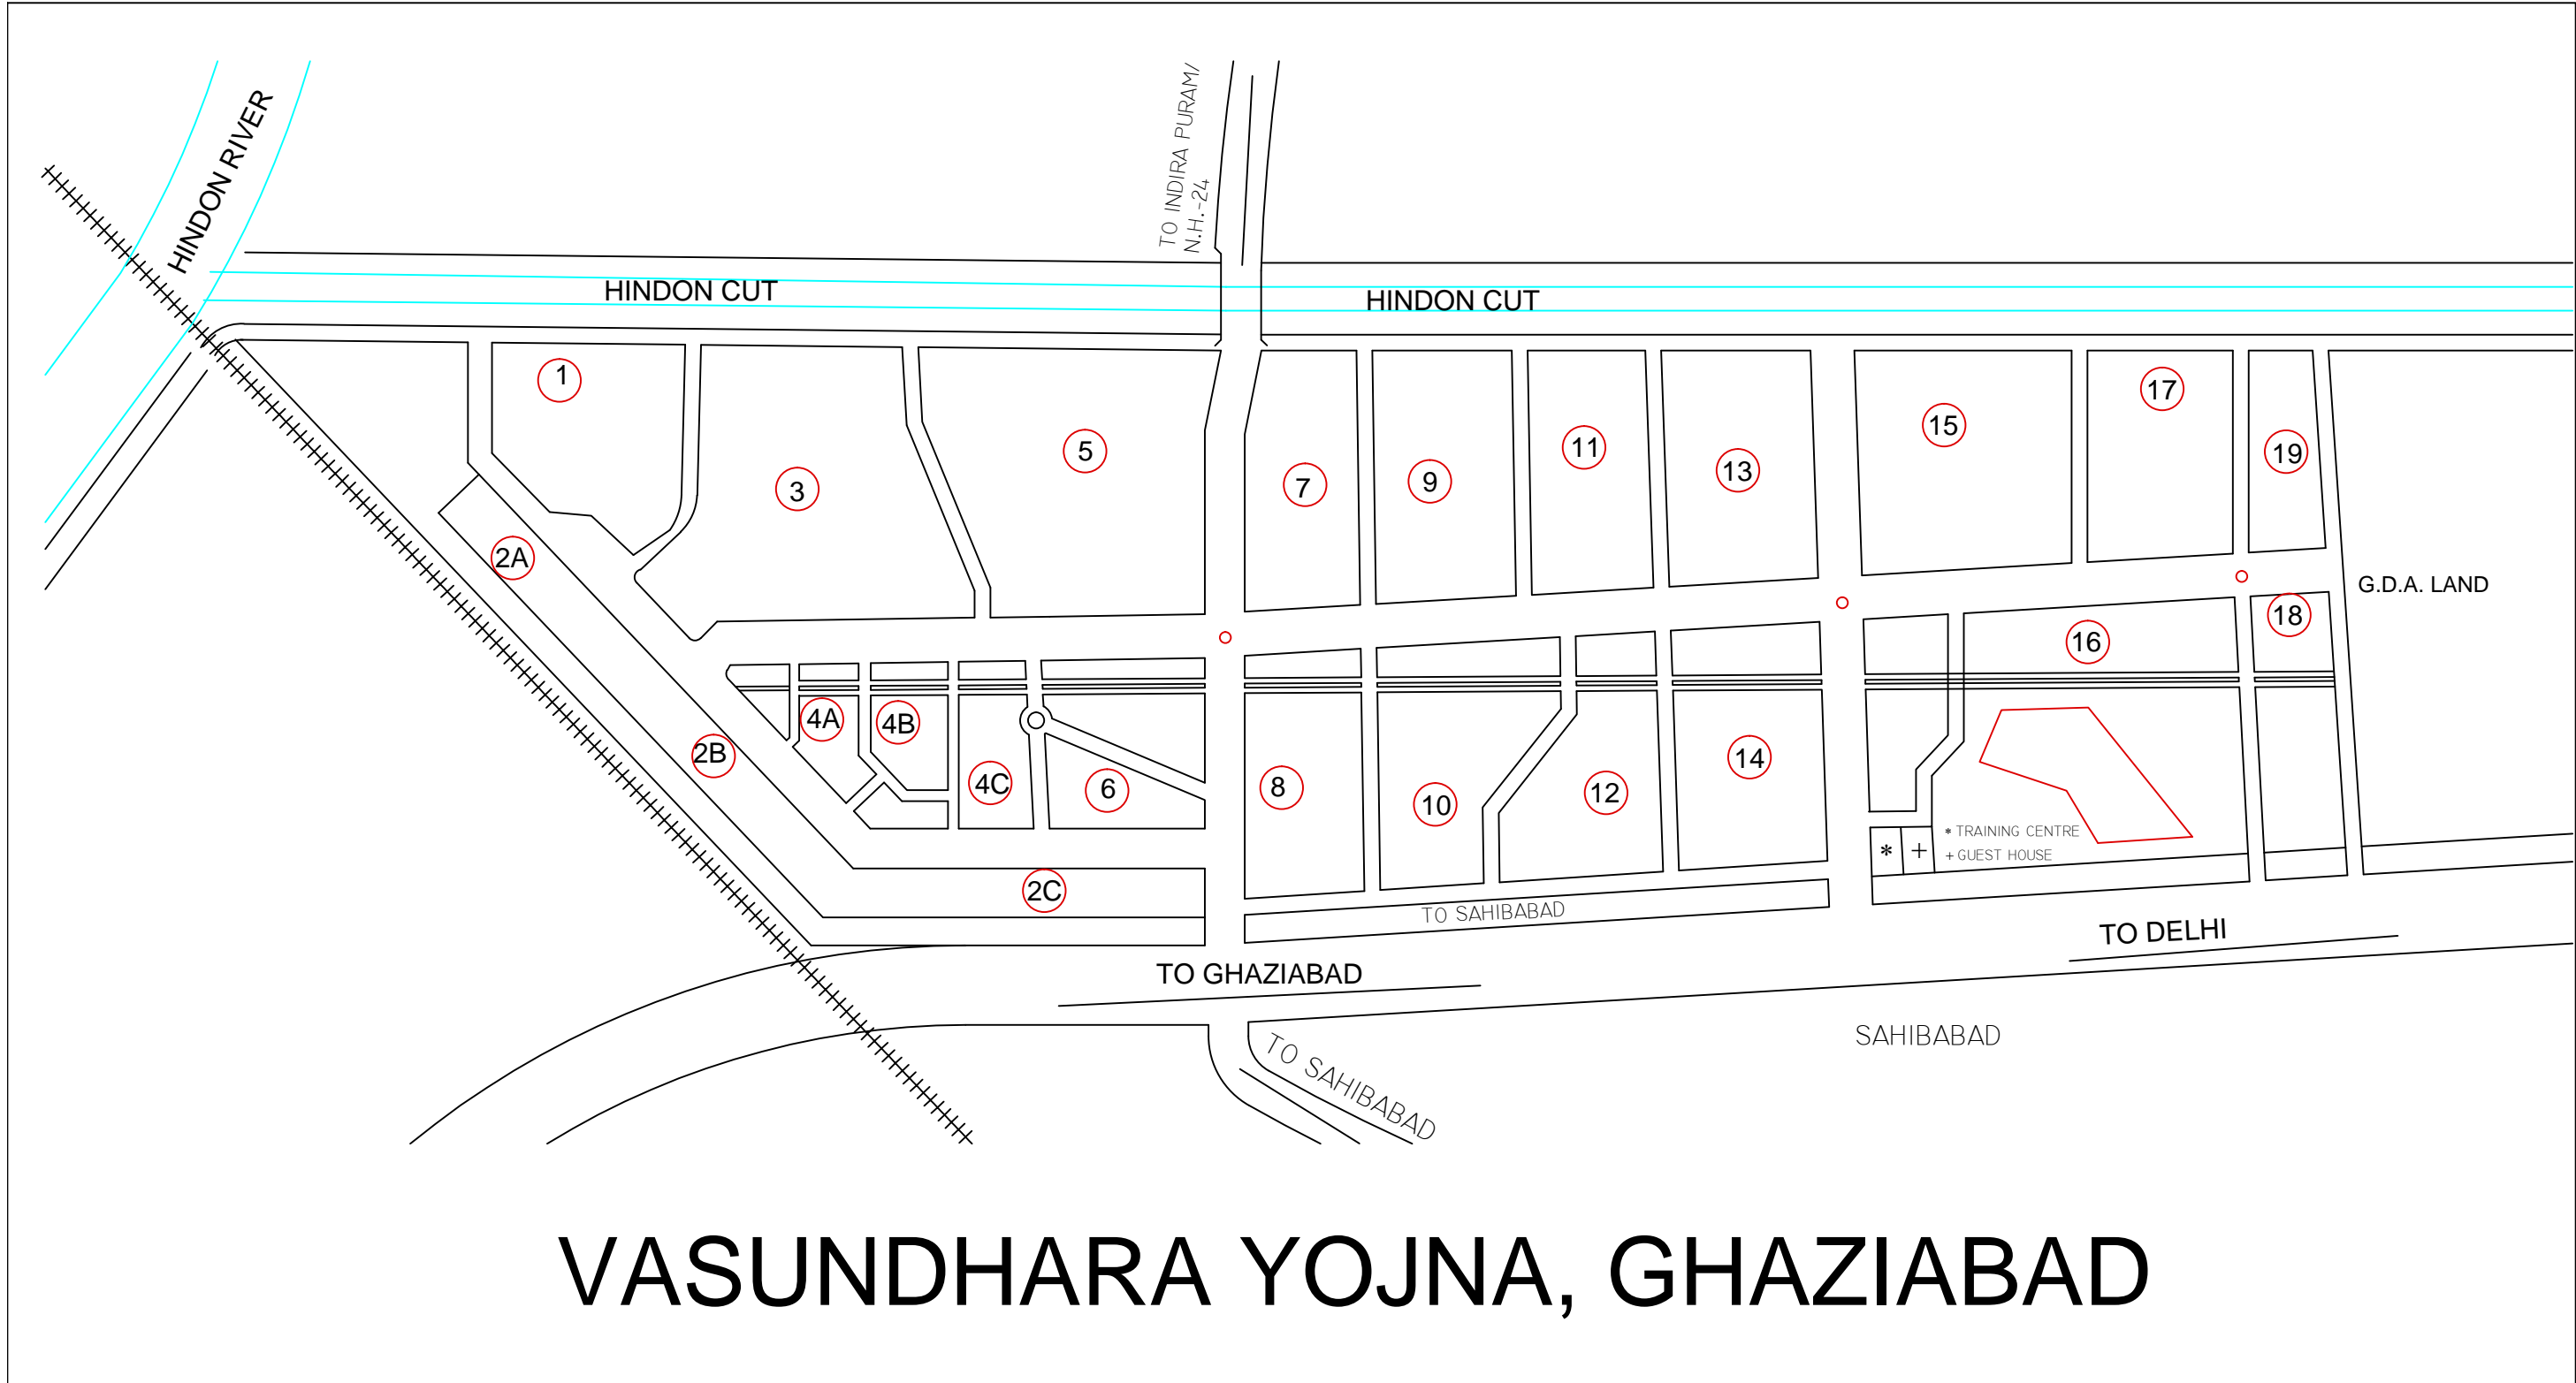 HINDON RIVER
TO INDIRA PURAM/
N.H.-24
HINDON CUT
HINDON CUT
1
3
5
7
9
11
13
15
17
19
2A
2B
2C
4A
4B
4C
6
8
10
12
14
16
18
G.D.A. LAND
*
+
* TRAINING CENTRE
+ GUEST HOUSE
TO SAHIBABAD
TO DELHI
TO GHAZIABAD
TO SAHIBABAD
SAHIBABAD
VASUNDHARA YOJNA, GHAZIABAD